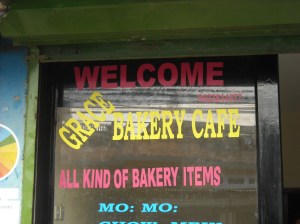 WELCOME
GRACE
BAKERY CAFE
ALL KIND OF BAKERY ITEMS
MO: MO: